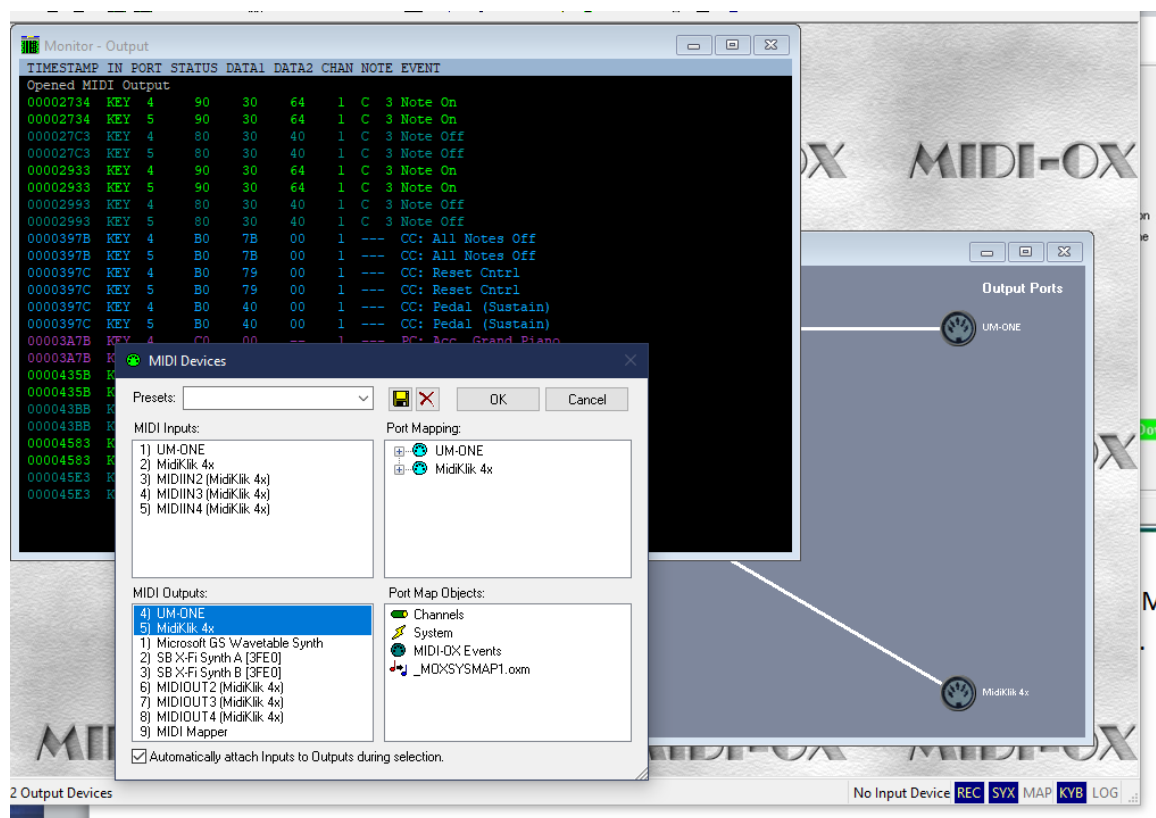 Monitor - Output
TIMESTAMP IN PORT STATUS DATA1 DATA2 CHAN NOTE EVENT
Opened MIDI Output
00002734 KEY 4 90 30 64 1 C 3 Note On
00002734 KEY 5 90 30 64 1 C 3 Note On
000027C3 KEY 4 80 30 40 1 C 3 Note Off
000027C3 KEY 5 80 30 40 1 C 3 Note Off
00002933 KEY 4 90 30 64 1 C 3 Note On
00002933 KEY 5 90 30 64 1 C 3 Note On
00002993 KEY 4 80 30 40 1 C 3 Note Off
00002993 KEY 5 80 30 40 1 C 3 Note Off
0000397B KEY 4 B0 7B 00 1 --- CC: All Notes Off
0000397B KEY 5 B0 7B 00 1 --- CC: All Notes Off
0000397C KEY 4 B0 79 00 1 --- CC: Reset Cntrl
0000397C KEY 5 B0 79 00 1 --- CC: Reset Cntrl
0000397C KEY 4 B0 40 00 1 --- CC: Pedal (Sustain)
0000397C KEY 5 B0 40 00 1 --- CC: Pedal (Sustain)
00003A7B KEY 4 C0 00 -- 1 --- PC: Acc. Grand Piano
00003A7B K
0000435B K
0000435B K
000043BB K
000043BB K
00004583 K
00004583 K
000045E3 K
000045E3 K
MIDI-OX
Output Ports
UM-ONE
MidiKlik 4x
MIDI Devices
Presets:
OK
Cancel
MIDI Inputs:
1) UM-ONE
2) MidiKlik 4x
3) MIDIIN2 (MidiKlik 4x)
4) MIDIIN3 (MidiKlik 4x)
5) MIDIIN4 (MidiKlik 4x)
Port Mapping:
UM-ONE
MidiKlik 4x
MIDI Outputs:
4) UM-ONE
5) MidiKlik 4x
1) Microsoft GS Wavetable Synth
2) SB X-Fi Synth A [3FE0]
3) SB X-Fi Synth B [3FE0]
6) MIDIOUT2 (MidiKlik 4x)
7) MIDIOUT3 (MidiKlik 4x)
8) MIDIOUT4 (MidiKlik 4x)
9) MIDI Mapper
Port Map Objects:
Channels
System
MIDI-OX Events
_MOXSYSMAP1.oxm
Automatically attach Inputs to Outputs during selection.
2 Output Devices
No Input Device REC SYX MAP KYB LOG